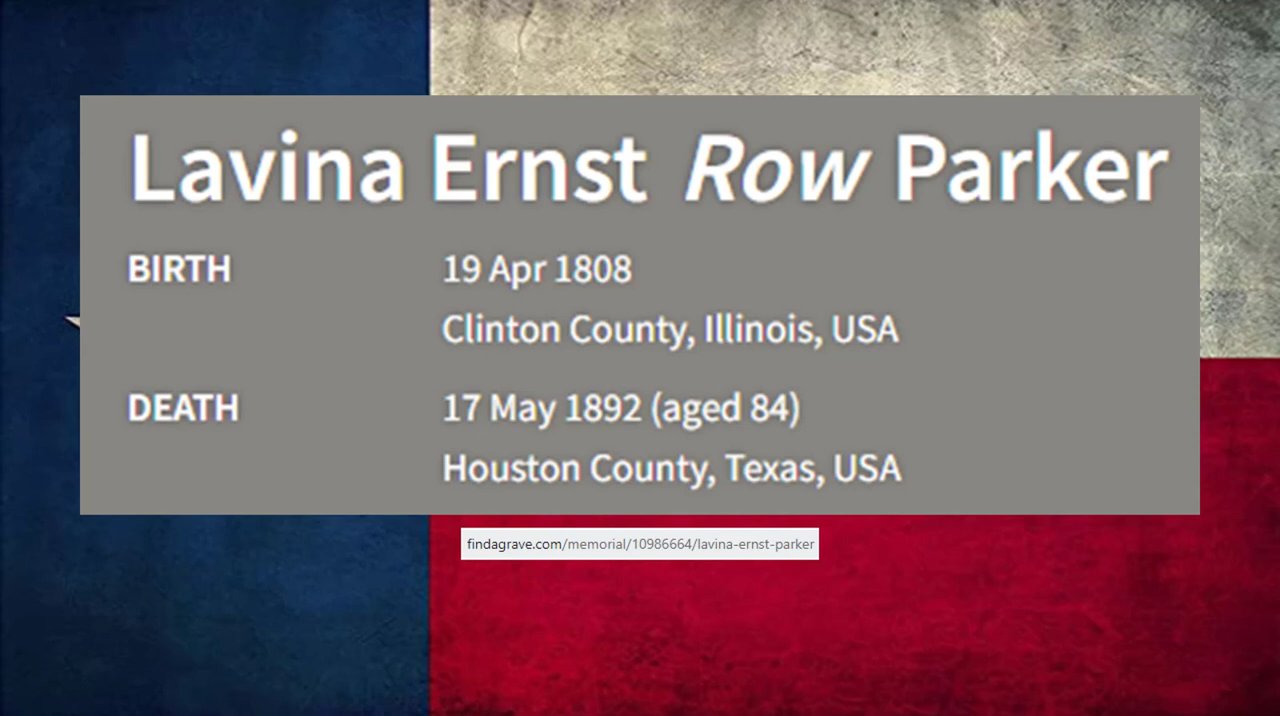 Lavina Ernst Row Parker
BIRTH 19 Apr 1808
Clinton County, Illinois, USA
DEATH 17 May 1892 (aged 84)
Houston County, Texas, USA
findagrave.com/memorial/10986664/lavina-ernst-parker